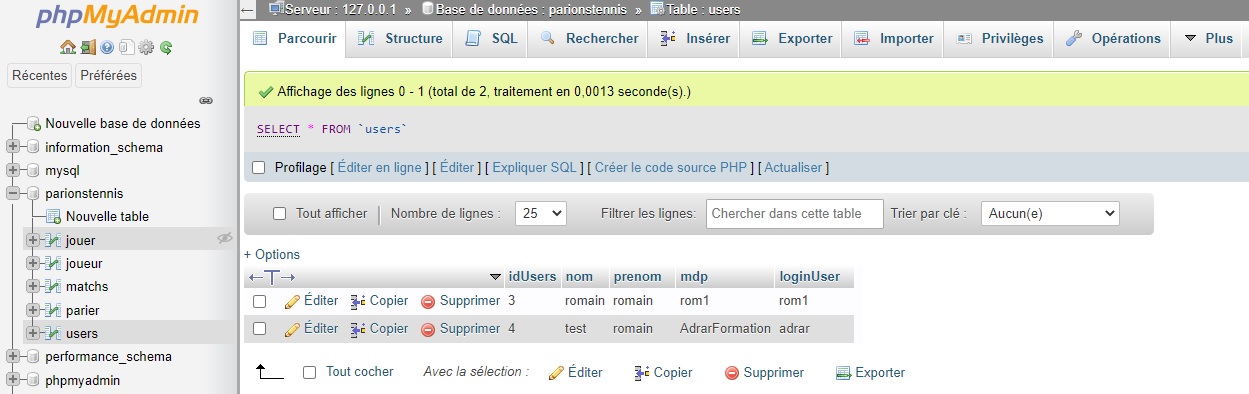 phpMyAdmin
Récentes Préférées
Nouvelle base de données
information_schema
mysql
parionstennis
Nouvelle table
jouer
joueur
matchs
parier
users
performance_schema
phpmyadmin
Serveur : 127.0.0.1 » Base de données : parionstennis » Table : users
Parcourir Structure SQL Rechercher Insérer Exporter Importer Privilèges Opérations Plus
Affichage des lignes 0 - 1 (total de 2, traitement en 0,0013 seconde(s).)
SELECT * FROM `users`
Profilage [ Éditer en ligne ] [ Éditer ] [ Expliquer SQL ] [ Créer le code source PHP ] [ Actualiser ]
Tout afficher Nombre de lignes : 25 Filtrer les lignes: Chercher dans cette table Trier par clé : Aucun(e)
+ Options
←T→ idUsers nom prenom mdp loginUser
Éditer Copier Supprimer 3 romain romain rom1 rom1
Éditer Copier Supprimer 4 test romain AdrarFormation adrar
Tout cocher Avec la sélection : Éditer Copier Supprimer Exporter